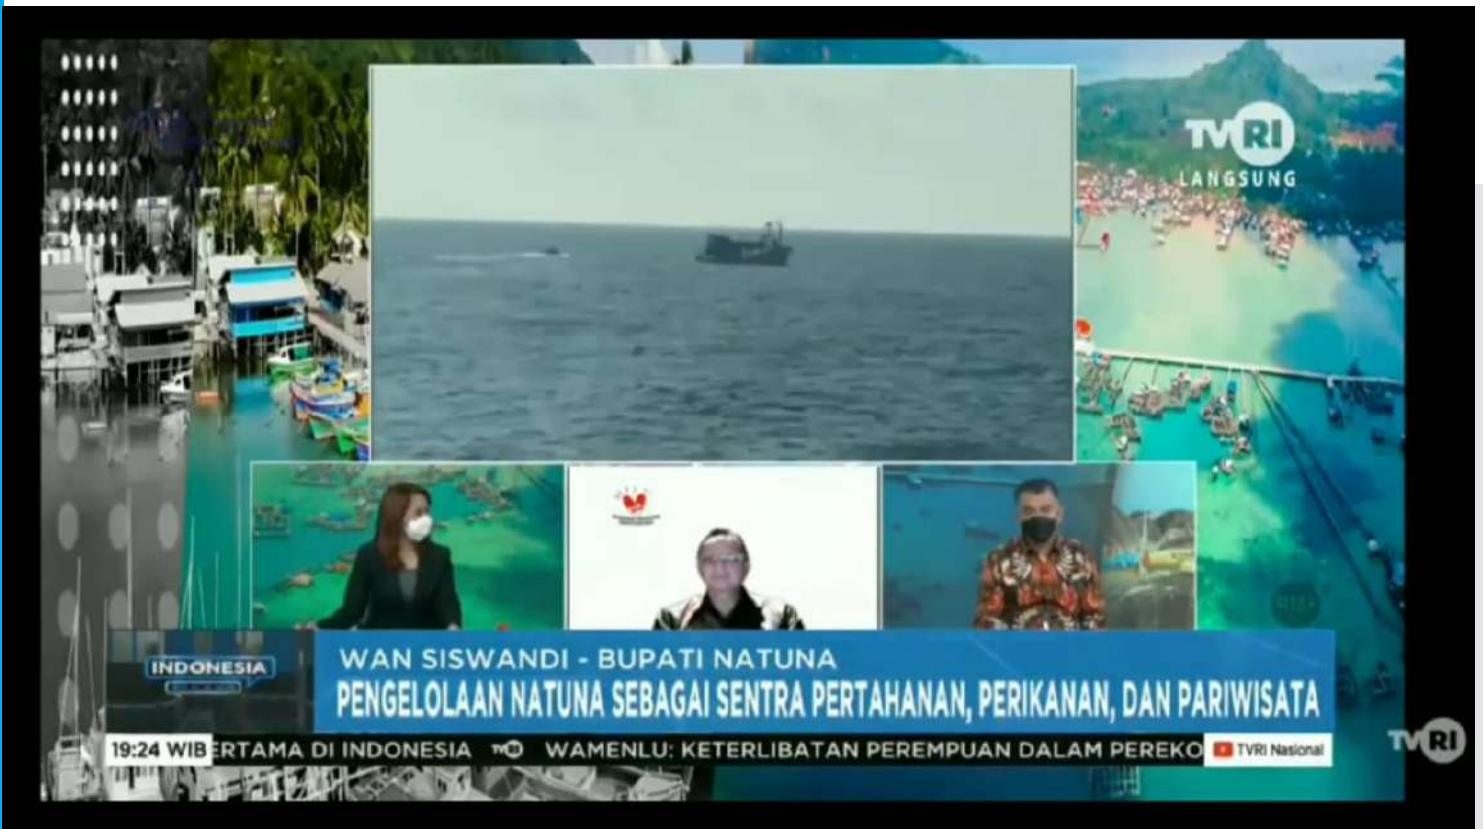 TVRI
LANGSUNG
INDONESIA
WAN SISWANDI - BUPATI NATUNA
PENGELOLAAN NATUNA SEBAGAI SENTRA PERTAHANAN, PERIKANAN, DAN PARIWISATA
19:24 WIB ERTAMA DI INDONESIA TVRI WAMENLU: KETERLIBATAN PEREMPUAN DALAM PEREKO TVRI Nasional
TVRI